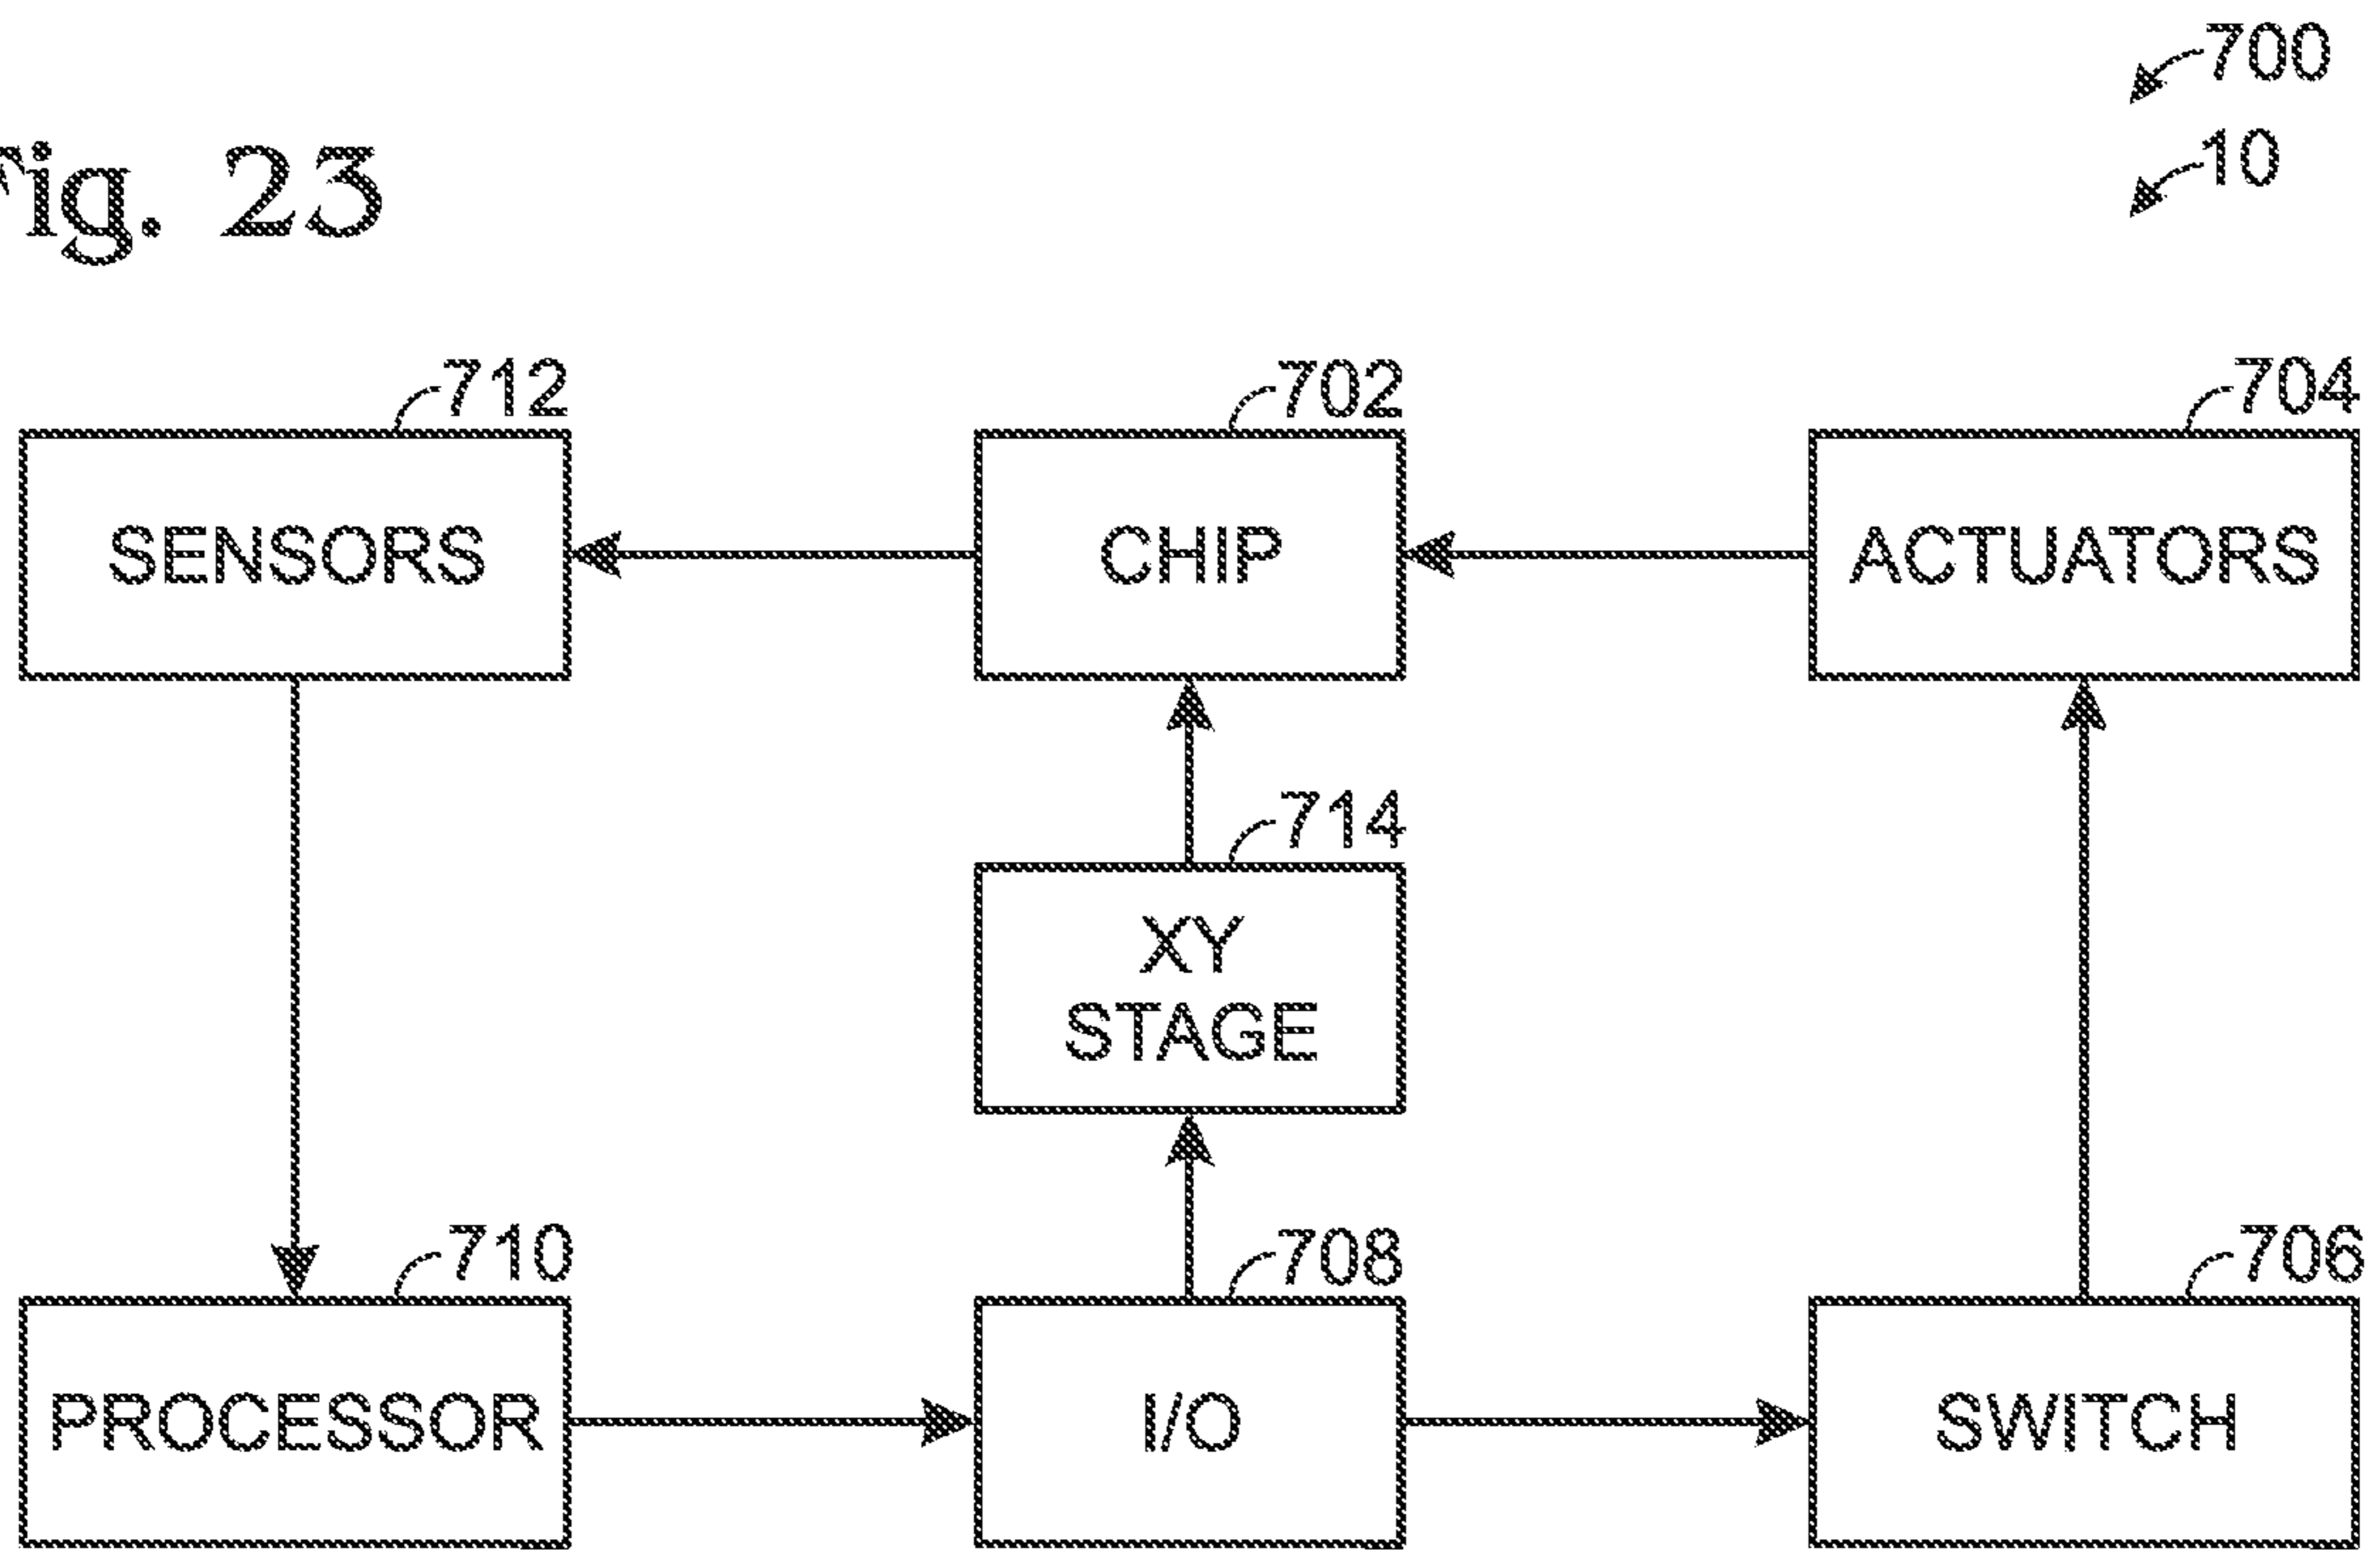 700
10
Fig. 23
712
702
704
SENSORS
CHIP
ACTUATORS
714
XY
STAGE
710
708
706
PROCESSOR
I/O
SWITCH